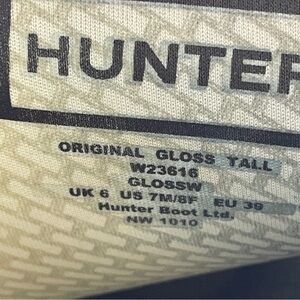 HUNTER
ORIGINAL GLOSS TALL
W23616
GLOSSW
UK 6 US 7M/8F EU 39
Hunter Boot Ltd.
NW 1010